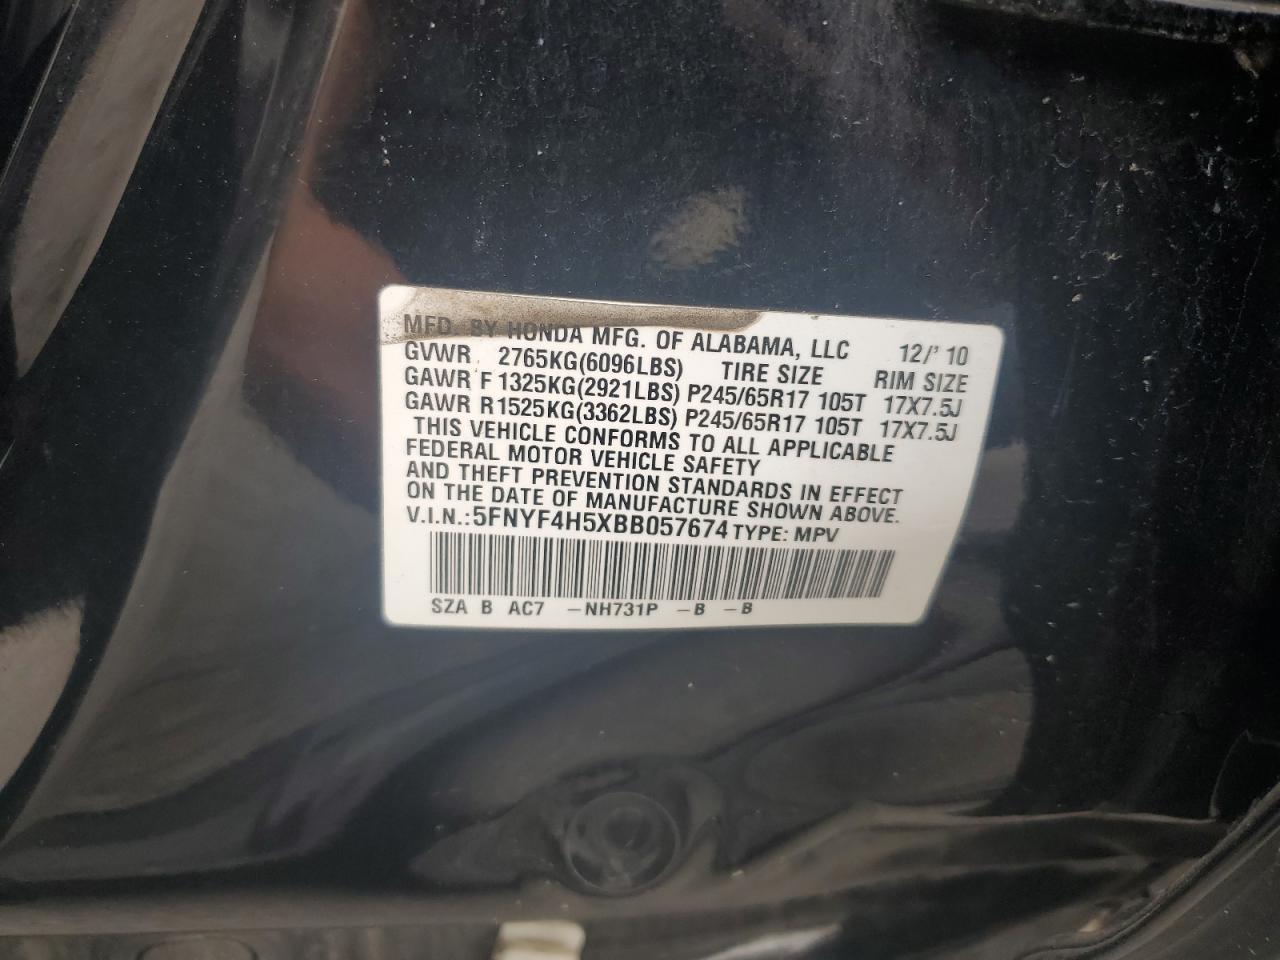 MFD. BY HONDA MFG. OF ALABAMA, LLC 12/'10
GVWR 2765KG(6096LBS) TIRE SIZE RIM SIZE
GAWR F 1325KG(2921LBS) P245/65R17 105T 17X7.5J
GAWR R 1525KG(3362LBS) P245/65R17 105T 17X7.5J
THIS VEHICLE CONFORMS TO ALL APPLICABLE
FEDERAL MOTOR VEHICLE SAFETY
AND THEFT PREVENTION STANDARDS IN EFFECT
ON THE DATE OF MANUFACTURE SHOWN ABOVE.
V.I.N.:5FNYF4H5XBB057674 TYPE: MPV
SZA B AC7 –NH731P –B –B